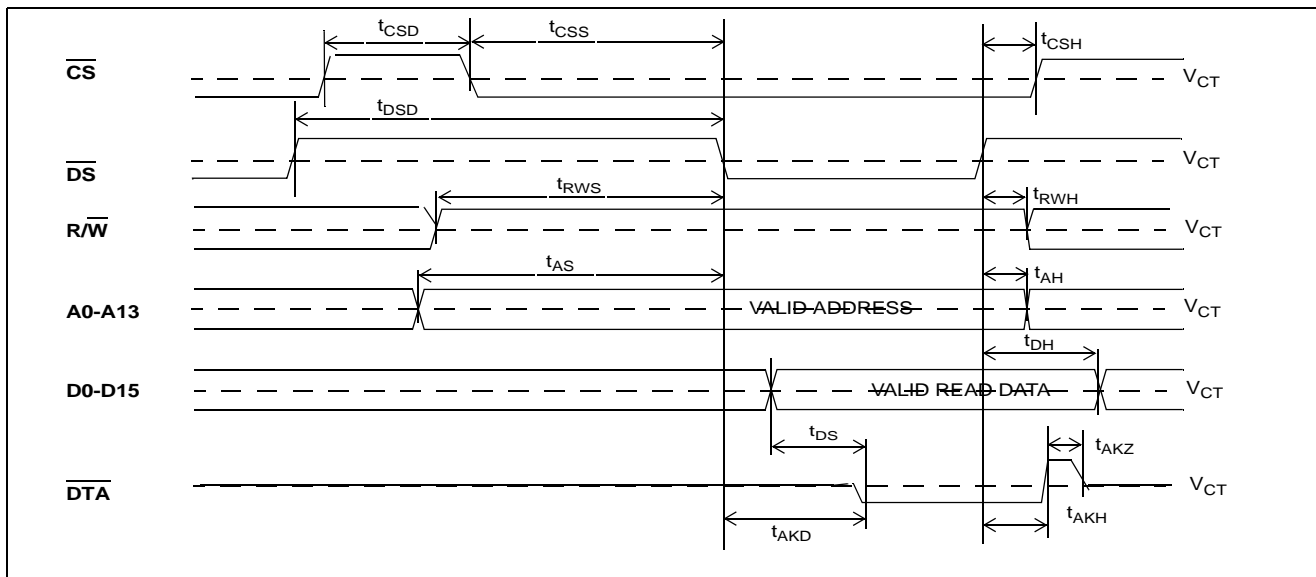 tCSD
tCSS
tCSH
CS
VCT
tDSD
DS
VCT
tRWS
tRWH
R/W
VCT
tAS
tAH
A0-A13
VALID ADDRESS
VCT
tDH
D0-D15
VALID READ DATA
VCT
tDS
tAKZ
DTA
VCT
tAKD
tAKH